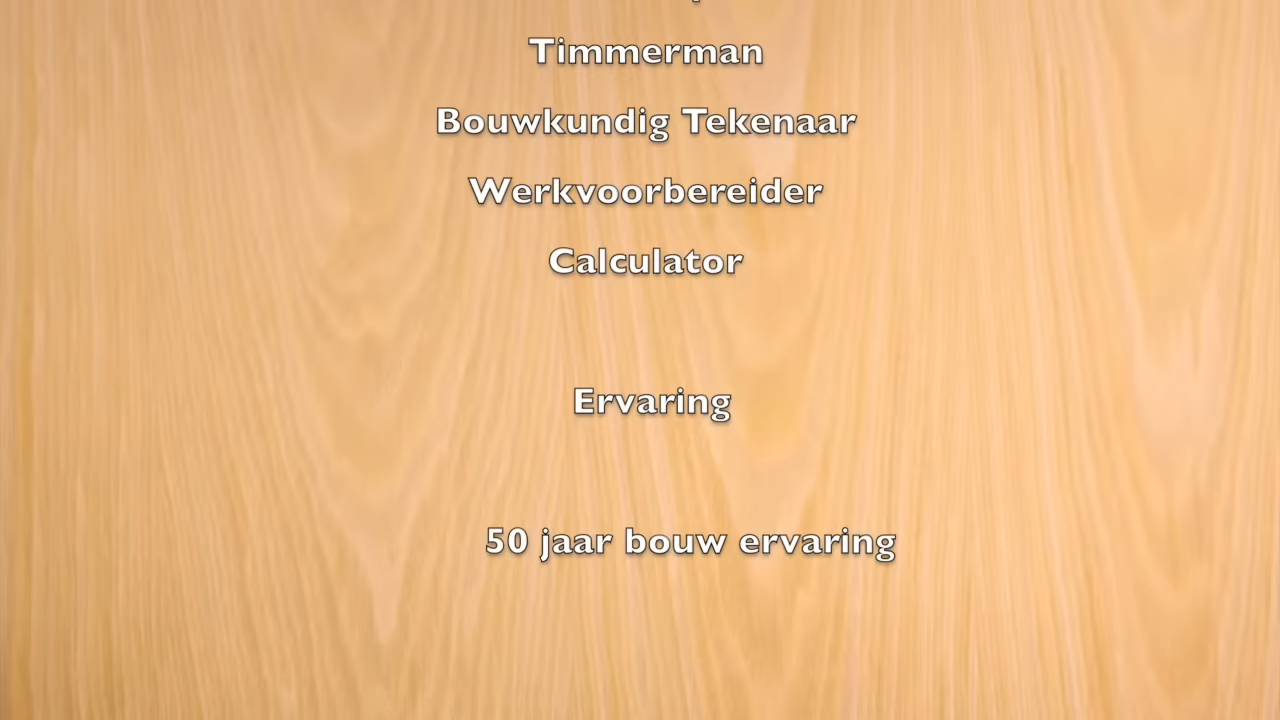 Timmerman
Bouwkundig Tekenaar
Werkvoorbereider
Calculator
Ervaring
50 jaar bouw ervaring